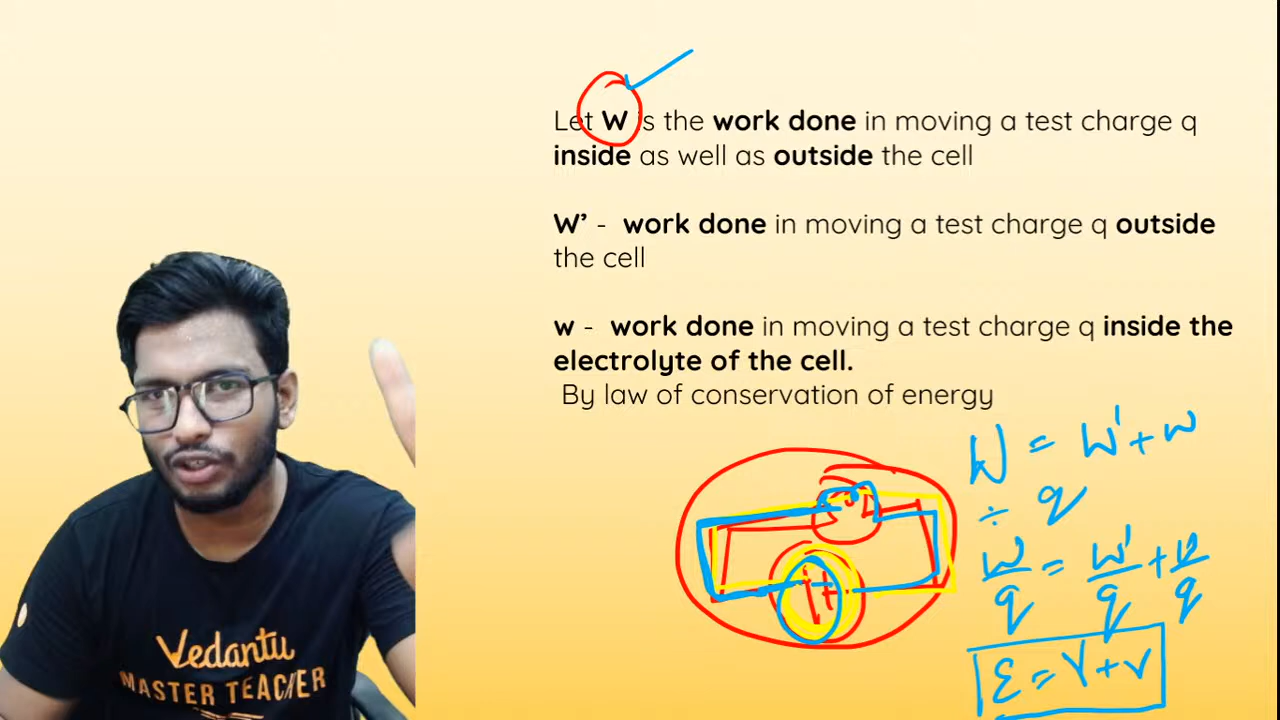 Let W is the work done in moving a test charge q
inside as well as outside the cell
W’ - work done in moving a test charge q outside
the cell
w - work done in moving a test charge q inside the
electrolyte of the cell.
By law of conservation of energy
W = W' + w
÷ q
W/q = W'/q + w/q
ε = V + v
Vedantu
MASTER TEACHER